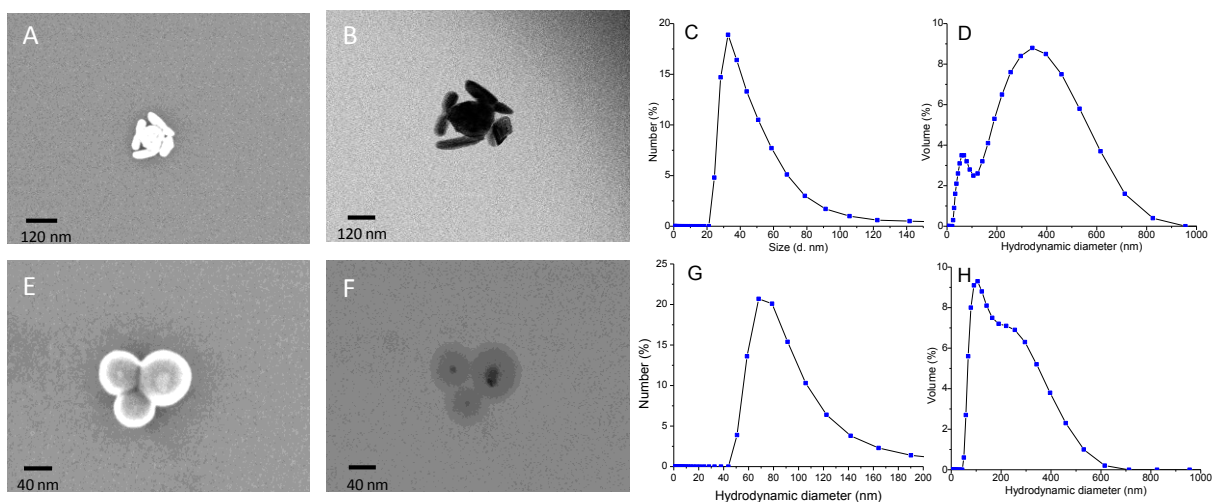 A
120 nm
B
120 nm
C
20
15
10
5
0
Number (%)
0 20 40 60 80 100 120 140
Size (d. nm)
D
10
8
6
4
2
0
Volume (%)
0 200 400 600 800 1000
Hydrodynamic diameter (nm)
E
40 nm
F
40 nm
G
25
20
15
10
5
0
Number (%)
0 20 40 60 80 100 120 140 160 180 200
Hydrodynamic diameter (nm)
H
10
8
6
4
2
0
Volume (%)
0 200 400 600 800 1000
Hydrodynamic diameter (nm)